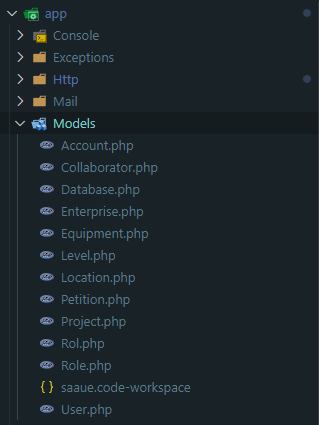 app
Console
Exceptions
Http
Mail
Models
Account.php
Collaborator.php
Database.php
Enterprise.php
Equipment.php
Level.php
Location.php
Petition.php
Project.php
Rol.php
Role.php
saaue.code-workspace
User.php